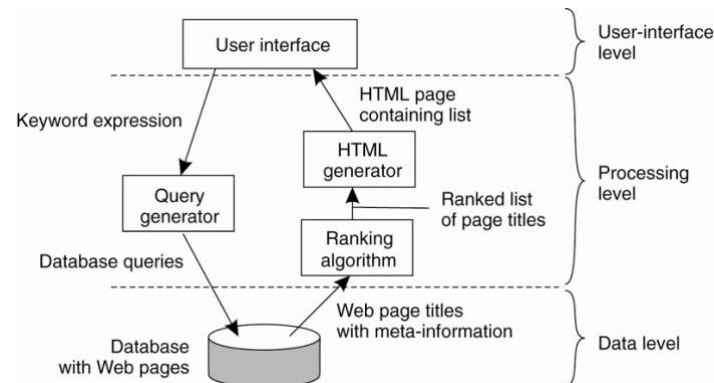 User interface
User-interface
level
HTML page
containing list
Keyword expression
HTML
generator
Processing
level
Query
generator
Ranked list
of page titles
Ranking
algorithm
Database queries
Web page titles
with meta-information
Database
with Web pages
Data level